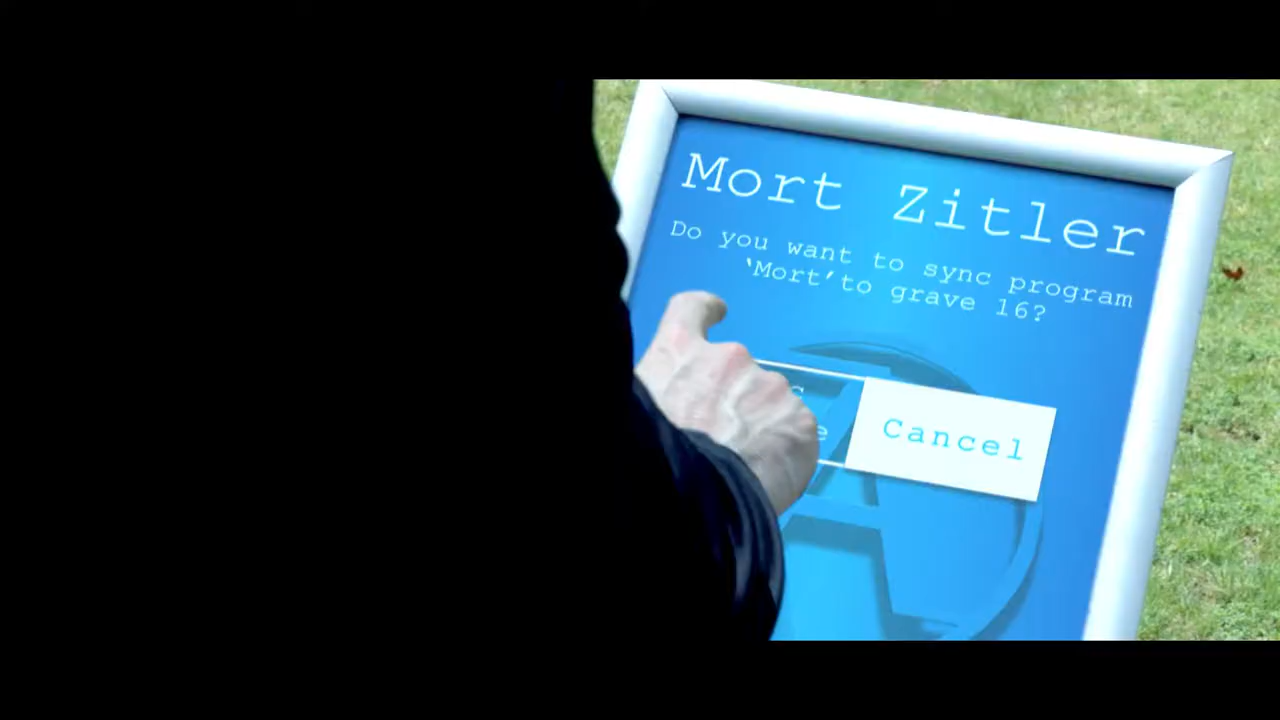 Mort Zitler
Do you want to sync program
‘Mort’to grave 16?
Cancel